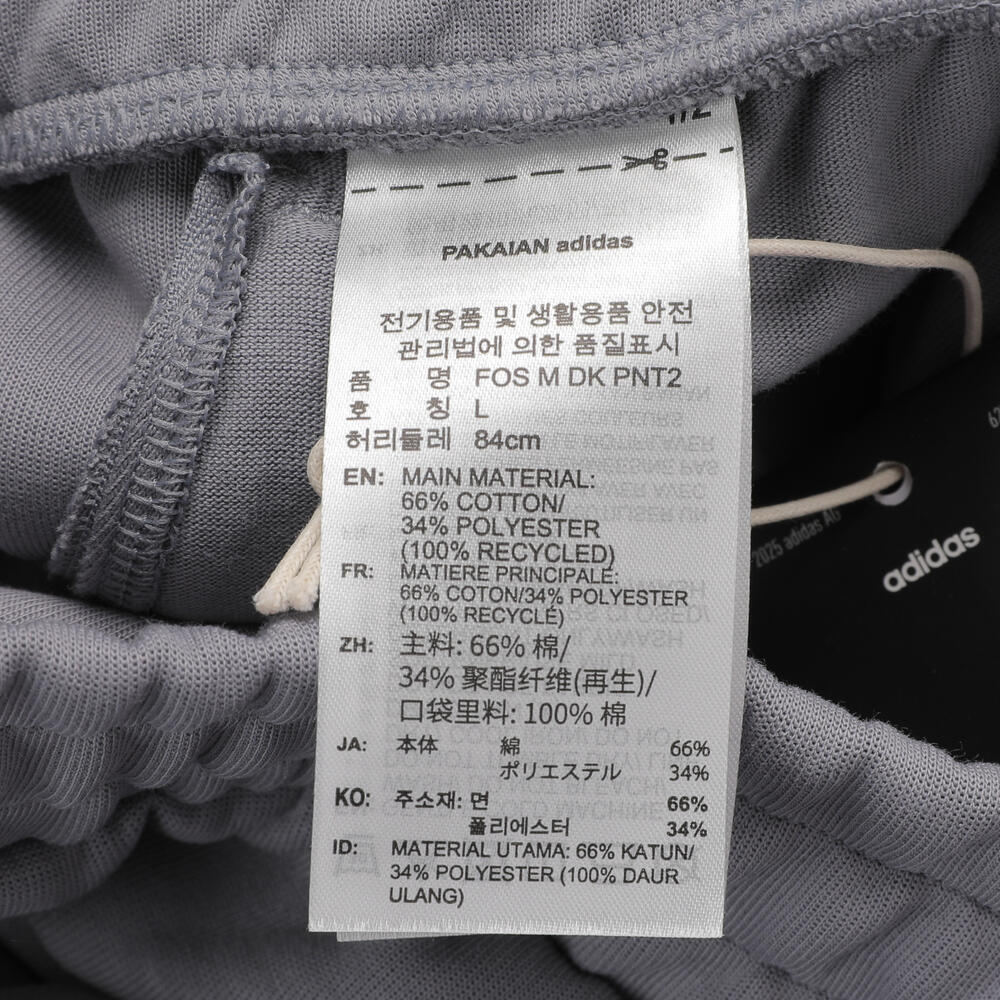 PAKAIAN adidas
전기용품 및 생활용품 안전
관리법에 의한 품질표시
품 명 FOS M DK PNT2
호 칭 L
허리둘레 84cm
EN: MAIN MATERIAL:
66% COTTON/
34% POLYESTER
(100% RECYCLED)
FR: MATIERE PRINCIPALE:
66% COTON/34% POLYESTER
(100% RECYCLÉ)
ZH: 主料: 66% 棉/
34% 聚酯纤维(再生)/
口袋里料: 100% 棉
JA: 本体 綿 66%
ポリエステル 34%
KO: 주소재: 면 66%
폴리에스터 34%
ID: MATERIAL UTAMA: 66% KATUN/
34% POLYESTER (100% DAUR
ULANG)
2025 adidas AG
adidas